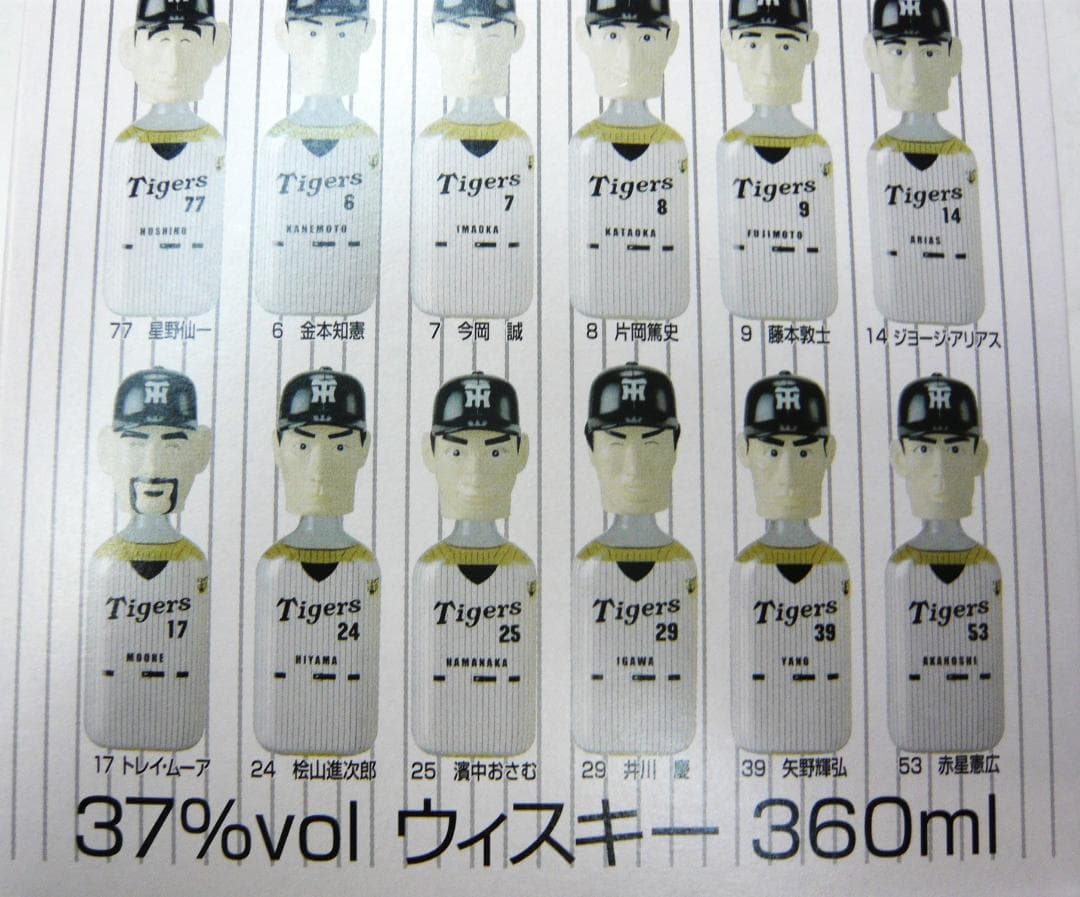 Tigers Tigers Tigers Tigers Tigers Tigers
77 6 7 8 9 14
HOSHINO KANEMOTO IMAOKA KATAOKA FUJIMOTO ARIAS
77 星野仙一 6 金本知憲 7 今岡 誠 8 片岡篤史 9 藤本敦士 14 ジョージ・アリアス
Tigers Tigers Tigers Tigers Tigers Tigers
17 24 25 29 39 53
MOORE HIYAMA HAMANAKA IGAWA YANO AKAHOSHI
17 トレイ・ムーア 24 桧山進次郎 25 濱中おさむ 29 井川 慶 39 矢野輝弘 53 赤星憲広
37%vol ウィスキー 360ml